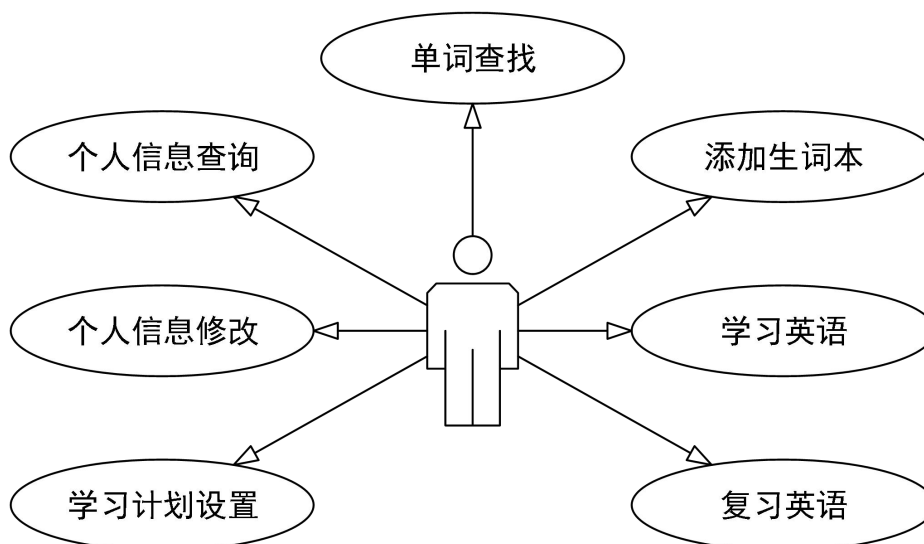 单词查找
个人信息查询
添加生词本
个人信息修改
学习英语
学习计划设置
复习英语